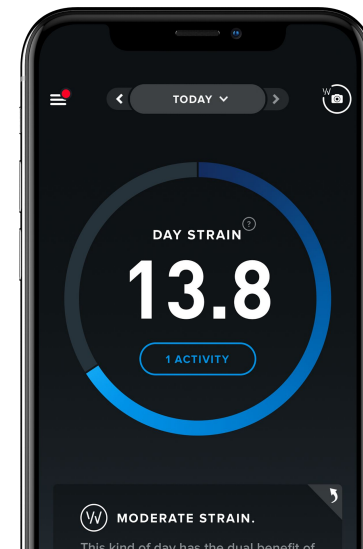 TODAY
DAY STRAIN ?
13.8
1 ACTIVITY
MODERATE STRAIN.
This kind of day has the dual benefit of